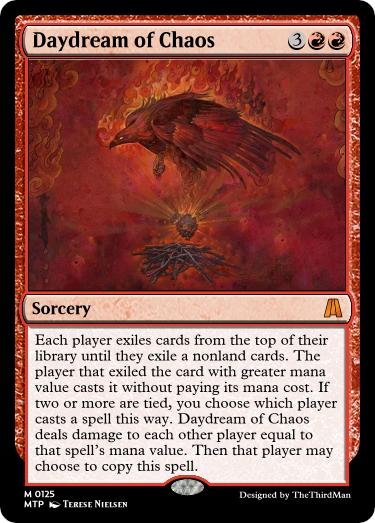 Daydream of Chaos 3
Sorcery
Each player exiles cards from the top of their
library until they exile a nonland cards. The
player that exiled the card with greater mana
value casts it without paying its mana cost. If
two or more are tied, you choose which player
casts a spell this way. Daydream of Chaos
deals damage to each other player equal to
that spell's mana value. Then that player may
choose to copy this spell.
M 0125
MTP Terese Nielsen Designed by TheThirdMan